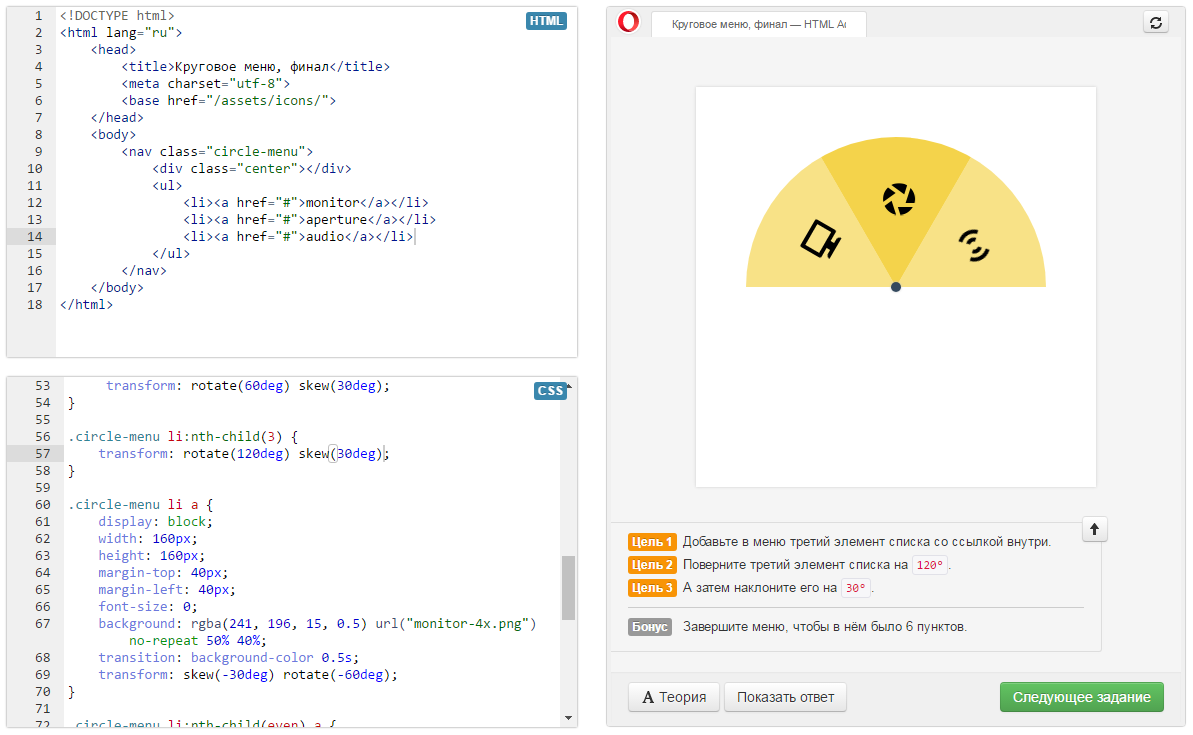 1 <!DOCTYPE html>
HTML
2 <html lang="ru">
3 <head>
4 <title>Круговое меню, финал</title>
5 <meta charset="utf-8">
6 <base href="/assets/icons/">
7 </head>
8 <body>
9 <nav class="circle-menu">
10 <div class="center"></div>
11 <ul>
12 <li><a href="#">monitor</a></li>
13 <li><a href="#">aperture</a></li>
14 <li><a href="#">audio</a></li>
15 </ul>
16 </nav>
17 </body>
18 </html>
53 transform: rotate(60deg) skew(30deg);
CSS
54 }
55
56 .circle-menu li:nth-child(3) {
57 transform: rotate(120deg) skew(30deg);
58 }
59
60 .circle-menu li a {
61 display: block;
62 width: 160px;
63 height: 160px;
64 margin-top: 40px;
65 margin-left: 40px;
66 font-size: 0;
67 background: rgba(241, 196, 15, 0.5) url("monitor-4x.png")
no-repeat 50% 40%;
68 transition: background-color 0.5s;
69 transform: skew(-30deg) rotate(-60deg);
70 }
71
72 .circle-menu li:nth-child(even) a {
Круговое меню, финал — HTML Ac
Цель 1 Добавьте в меню третий элемент списка со ссылкой внутри.
Цель 2 Поверните третий элемент списка на 120°.
Цель 3 А затем наклоните его на 30°.
Бонус Завершите меню, чтобы в нём было 6 пунктов.
A Теория
Показать ответ
Следующее задание